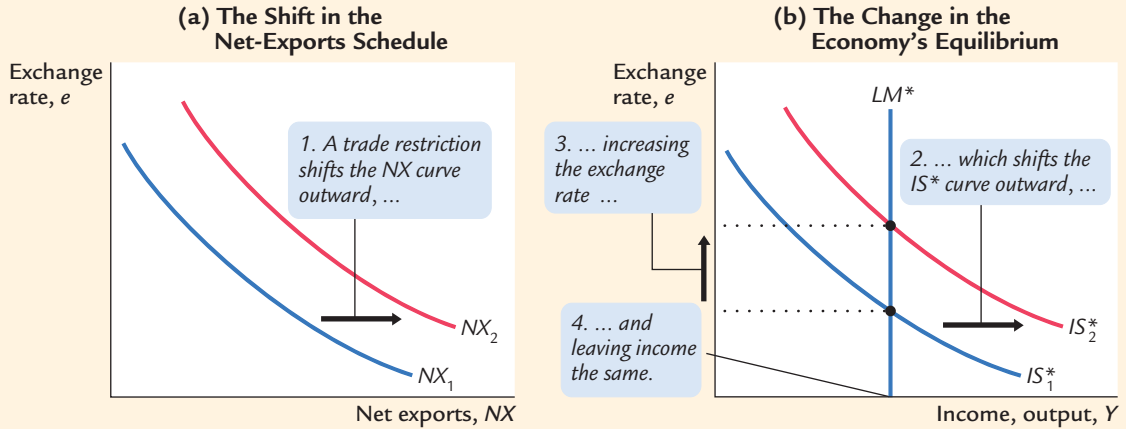 (a) The Shift in the
Net-Exports Schedule
Exchange
rate, e
1. A trade restriction
shifts the NX curve
outward, ...
NX₂
NX₁
Net exports, NX
(b) The Change in the
Economy's Equilibrium
Exchange
rate, e
LM*
3. ... increasing
the exchange
rate ...
2. ... which shifts the
IS* curve outward, ...
4. ... and
leaving income
the same.
IS*₂
IS*₁
Income, output, Y